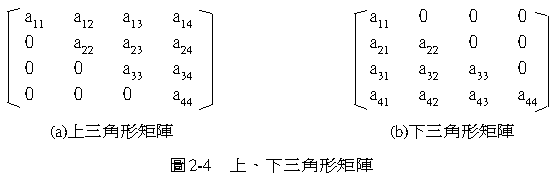 a11 a12 a13 a14
0 a22 a23 a24
0 0 a33 a34
0 0 0 a44
(a)上三角形矩陣
a11 0 0 0
a21 a22 0 0
a31 a32 a33 0
a41 a42 a43 a44
(b)下三角形矩陣
圖2-4 上、下三角形矩陣